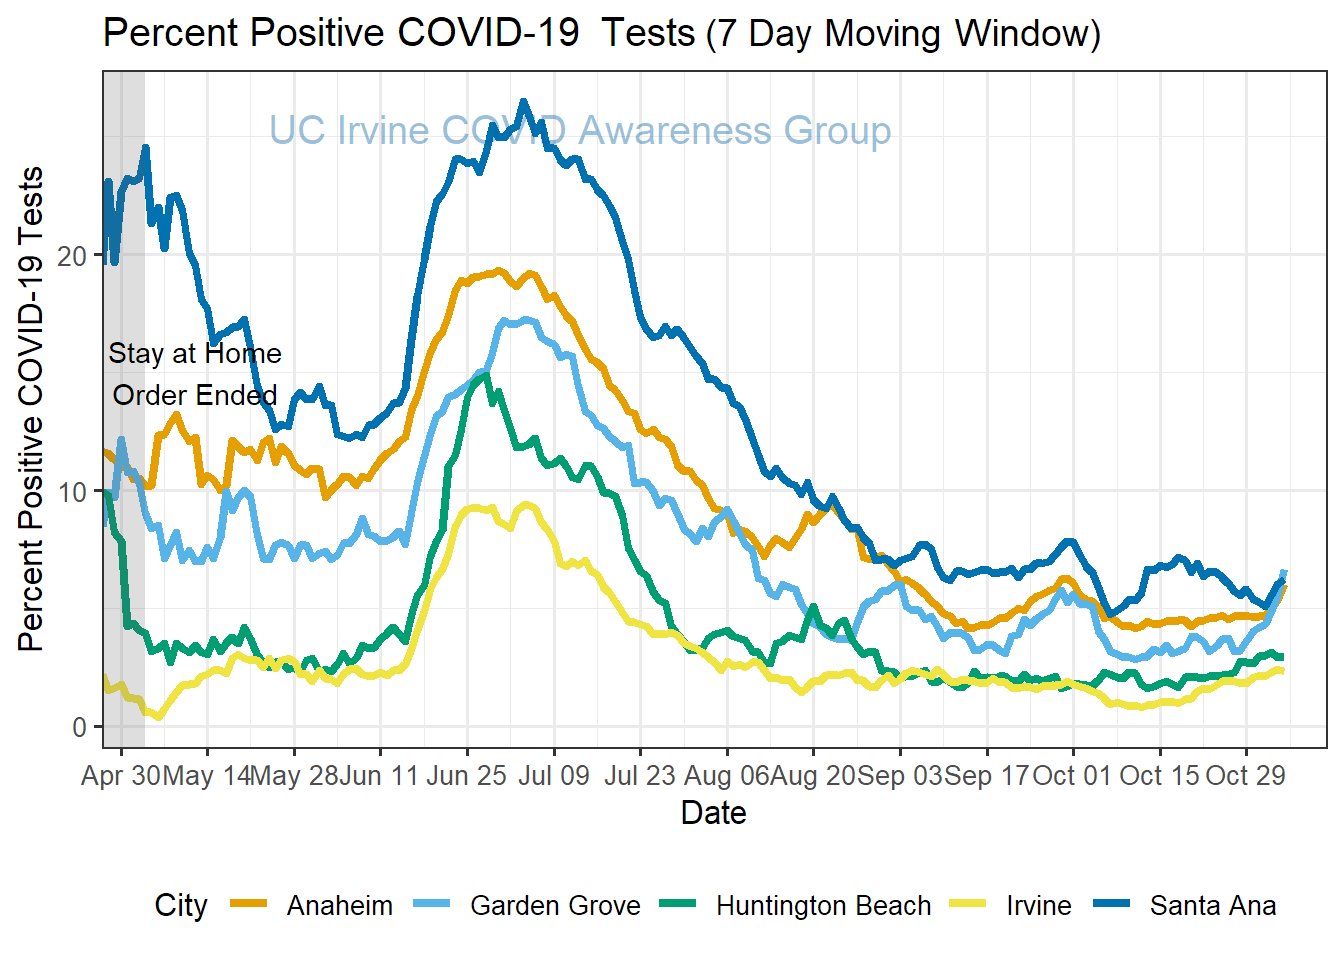 Percent Positive COVID-19  Tests (7 Day Moving Window)
UC Irvine COVID Awareness Group
Percent Positive COVID-19 Tests
20
10
0
Stay at Home
Order Ended
Apr 30 May 14 May 28 Jun 11 Jun 25 Jul 09 Jul 23 Aug 06 Aug 20 Sep 03 Sep 17 Oct 01 Oct 15 Oct 29
Date
City Anaheim Garden Grove Huntington Beach Irvine Santa Ana